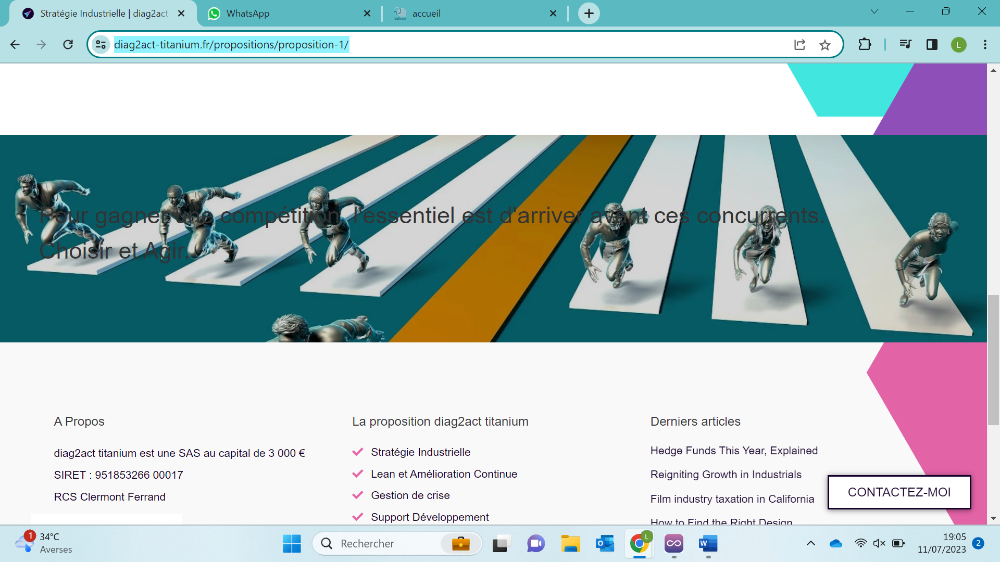 Stratégie Industrielle | diag2act
WhatsApp
accueil
diag2act-titanium.fr/propositions/proposition-1/
L
Pour gagner une compétition, l'essentiel est d'arriver avant ces concurrents.
Choisir et Agir.
A Propos
diag2act titanium est une SAS au capital de 3 000 €
SIRET : 951853266 00017
RCS Clermont Ferrand
La proposition diag2act titanium
Stratégie Industrielle
Lean et Amélioration Continue
Gestion de crise
Support Développement
Derniers articles
Hedge Funds This Year, Explained
Reigniting Growth in Industrials
Film industry taxation in California
How to Find the Right Design
CONTACTEZ-MOI
1
34°C
Averses
Rechercher
L
19:05
11/07/2023
2